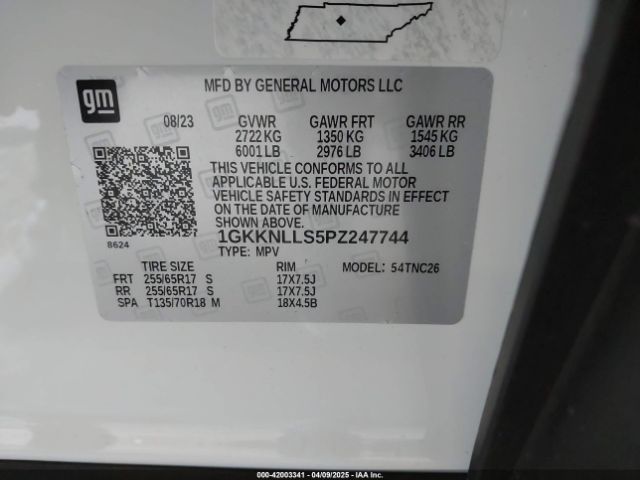 gm
MFD BY GENERAL MOTORS LLC
08/23 GVWR GAWR FRT GAWR RR
2722 KG 1350 KG 1545 KG
6001 LB 2976 LB 3406 LB
THIS VEHICLE CONFORMS TO ALL
APPLICABLE U.S. FEDERAL MOTOR
VEHICLE SAFETY STANDARDS IN EFFECT
ON THE DATE OF MANUFACTURE
SHOWN ABOVE.
8624
1GKKNLLS5PZ247744
TYPE: MPV
TIRE SIZE RIM MODEL: 54TNC26
FRT 255/65R17 S 17X7.5J
RR 255/65R17 S 17X7.5J
SPA T135/70R18 M 18X4.5B
000-42003341 | 04/09/2025 | IAA Inc.